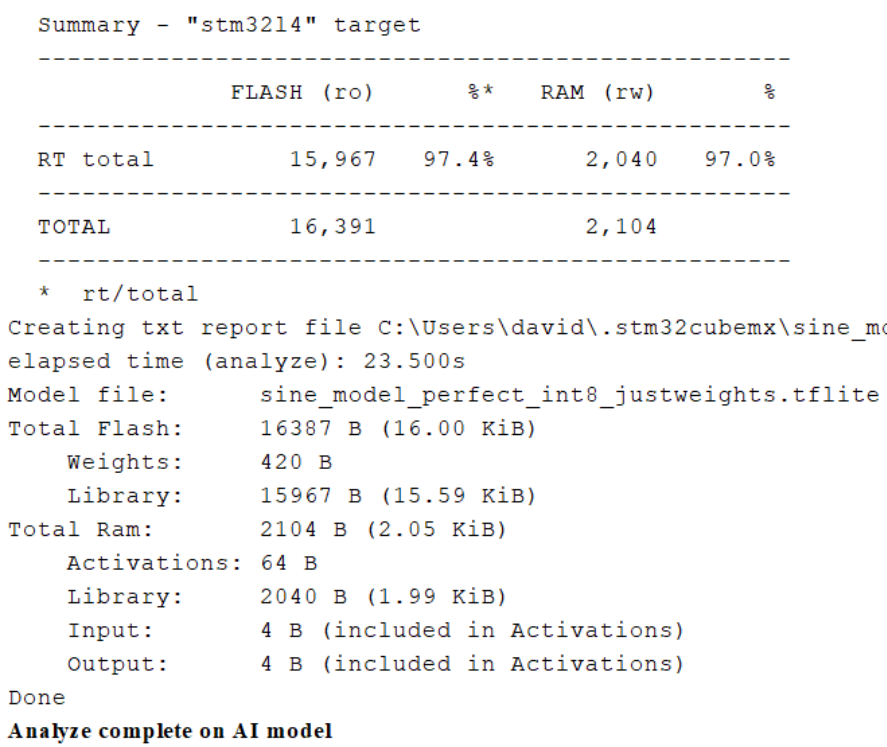 Summary - "stm32l4" target
---------------------------------------------------
FLASH (ro) %* RAM (rw) %
---------------------------------------------------
RT total 15,967 97.4% 2,040 97.0%
---------------------------------------------------
TOTAL 16,391 2,104
---------------------------------------------------
* rt/total
Creating txt report file C:\Users\david\.stm32cubemx\sine_mo
elapsed time (analyze): 23.500s
Model file: sine_model_perfect_int8_justweights.tflite
Total Flash: 16387 B (16.00 KiB)
Weights: 420 B
Library: 15967 B (15.59 KiB)
Total Ram: 2104 B (2.05 KiB)
Activations: 64 B
Library: 2040 B (1.99 KiB)
Input: 4 B (included in Activations)
Output: 4 B (included in Activations)
Done
Analyze complete on AI model